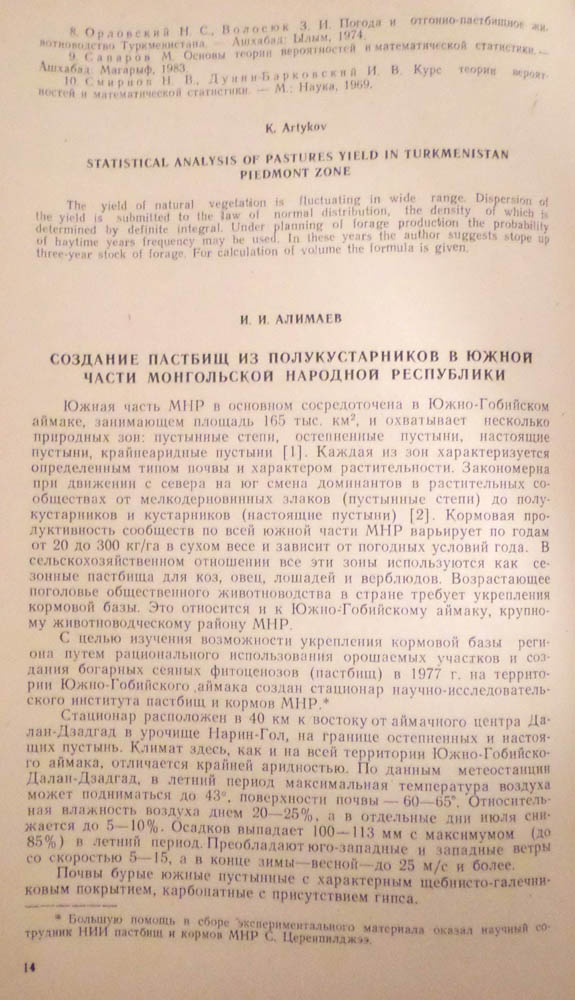 8. Орловский Н. С., Волосюк З. И. Погода и отгонно-пастбищное жи-
вотноводство Туркменистана. — Ашхабад: Ылым, 1974.
9. Сапаров М. Основы теории вероятностей и математической статистики. —
Ашхабад: Магарыф, 1983.
10. Смирнов Н. В., Дунин-Барковский И. В. Курс теории вероят-
ностей и математической статистики. — М.: Наука, 1969.
K. Artykov
STATISTICAL ANALYSIS OF PASTURES YIELD IN TURKMENISTAN
PIEDMONT ZONE
The yield of natural vegetation is fluctuating in wide range. Dispersion of
the yield is submitted to the law of normal distribution, the density of which is
determined by definite integral. Under planning of forage production the probability
of haytime years frequency may be used. In these years the author suggests stope up
three-year stock of forage. For calculation of volume the formula is given.
И. И. АЛИМАЕВ
СОЗДАНИЕ ПАСТБИЩ ИЗ ПОЛУКУСТАРНИКОВ В ЮЖНОЙ
ЧАСТИ МОНГОЛЬСКОЙ НАРОДНОЙ РЕСПУБЛИКИ
Южная часть МНР в основном сосредоточена в Южно-Гобийском
аймаке, занимающем площадь 165 тыс. км², и охватывает несколько
природных зон: пустынные степи, остепненные пустыни, настоящие
пустыни, крайнеаридные пустыни [1]. Каждая из зон характеризуется
определенным типом почвы и характером растительности. Закономерна
при движении с севера на юг смена доминантов в растительных со-
обществах от мелкодерновинных злаков (пустынные степи) до полу-
кустарников и кустарников (настоящие пустыни) [2]. Кормовая про-
дуктивность сообществ по всей южной части МНР варьирует по годам
от 20 до 300 кг/га в сухом весе и зависит от погодных условий года. В
сельскохозяйственном отношении все эти зоны используются как се-
зонные пастбища для коз, овец, лошадей и верблюдов. Возрастающее
поголовье общественного животноводства в стране требует укрепления
кормовой базы. Это относится и к Южно-Гобийскому аймаку, крупно-
му животноводческому району МНР.
С целью изучения возможности укрепления кормовой базы реги-
она путем рационального использования орошаемых участков и соз-
дания богарных сеяных фитоценозов (пастбищ) в 1977 г. на террито-
рии Южно-Гобийского аймака создан стационар научно-исследователь-
ского института пастбищ и кормов МНР.*
Стационар расположен в 40 км к востоку от аймачного центра Да-
лан-Дзадгад в урочище Нарин-Гол, на границе остепненных и настоя-
щих пустынь. Климат здесь, как и на всей территории Южно-Гобийско-
го аймака, отличается крайней аридностью. По данным метеостанции
Далан-Дзадгад, в летний период максимальная температура воздуха
может подниматься до 43°, поверхности почвы — 60—65°. Относитель-
ная влажность воздуха днем 20—25%, а в отдельные дни июля сни-
жается до 5—10%. Осадков выпадает 100—113 мм с максимумом (до
85%) в летний период. Преобладают юго-западные и западные ветры
со скоростью 5—15, а в конце зимы—весной—до 25 м/с и более.
Почвы бурые южные пустынные с характерным щебнисто-галечни-
ковым покрытием, карбонатные с присутствием гипса.
* Большую помощь в сборе экспериментального материала оказал научный со-
трудник НИИ пастбищ и кормов МНР С. Церенпилджээ.
14